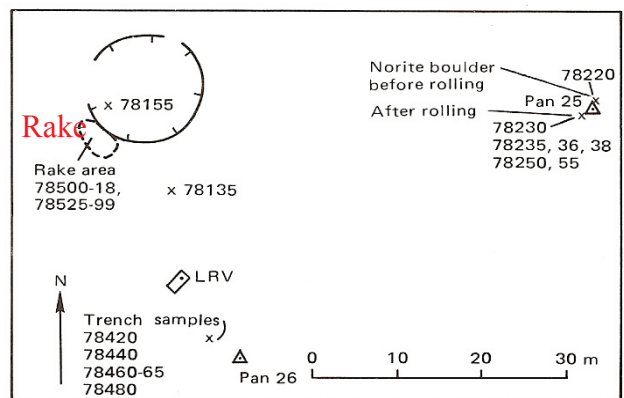 Norite boulder
before rolling
78220
Pan 25
After rolling
78230
78235, 36, 38
78250, 55
x 78155
Rake
Rake area
78500-18,
78525-99
x 78135
N
LRV
Trench samples
78420
78440
78460-65
78480
x
Pan 26
0 10 20 30 m